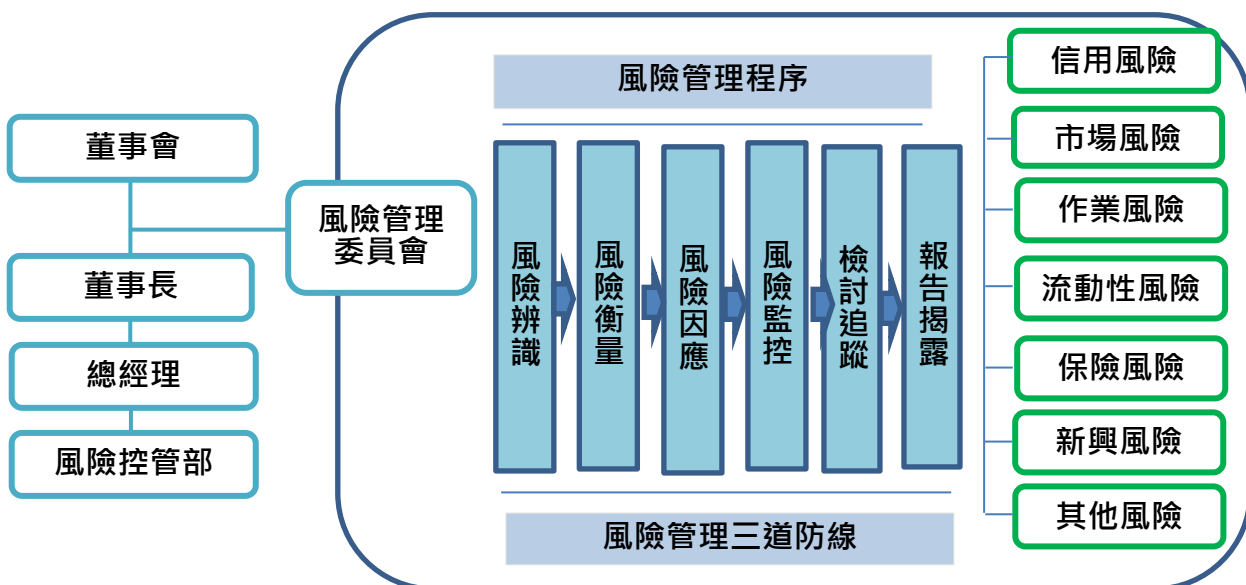 董事會
董事長
總經理
風險控管部
風險管理
委員會
風險管理程序
風險辨識
風險衡量
風險因應
風險監控
檢討追蹤
報告揭露
風險管理三道防線
信用風險
市場風險
作業風險
流動性風險
保險風險
新興風險
其他風險